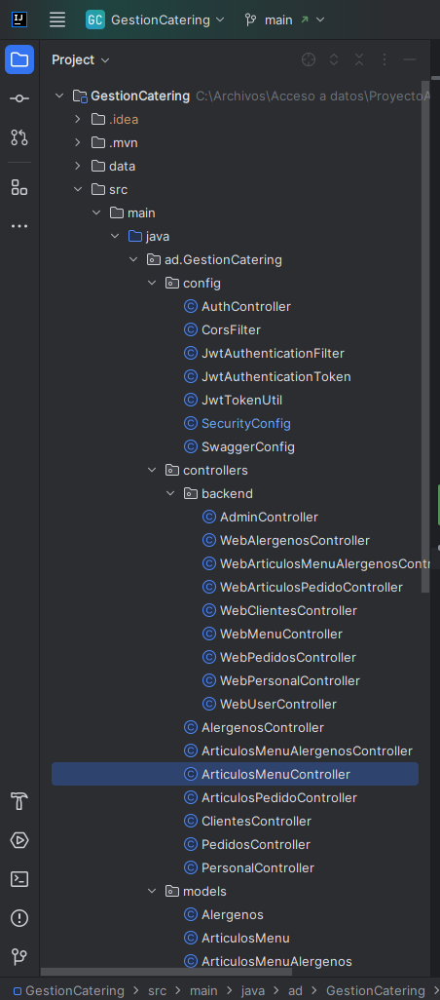 IJ GC GestionCatering main
Project
GestionCatering C:\Archivos\Acceso a datos\ProyectoA
.idea
.mvn
data
src
main
java
ad.GestionCatering
config
C AuthController
C CorsFilter
C JwtAuthenticationFilter
C JwtAuthenticationToken
C JwtTokenUtil
C SecurityConfig
C SwaggerConfig
controllers
backend
C AdminController
C WebAlergenosController
C WebArticulosMenuAlergenosContr
C WebArticulosPedidoController
C WebClientesController
C WebMenuController
C WebPedidosController
C WebPersonalController
C WebUserController
C AlergenosController
C ArticulosMenuAlergenosController
C ArticulosMenuController
C ArticulosPedidoController
C ClientesController
C PedidosController
C PersonalController
models
C Alergenos
C ArticulosMenu
C ArticulosMenuAlergenos
GestionCatering > src > main > java > ad > GestionCatering >